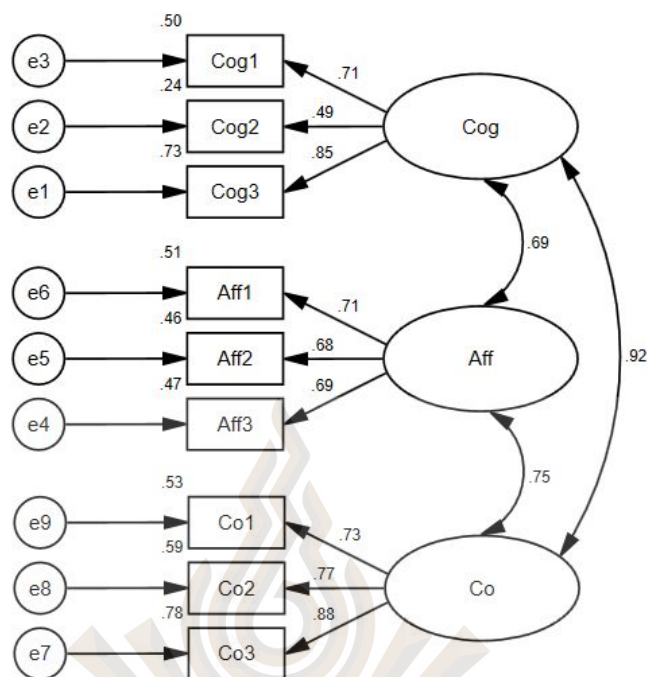 .50
e3
Cog1
.71
.24
e2
Cog2
.49
Cog
.73
.85
e1
Cog3
.69
.51
e6
Aff1
.71
.46
e5
Aff2
.68
Aff
.92
.47
.69
e4
Aff3
.75
.53
e9
Co1
.73
.59
e8
Co2
.77
Co
.78
.88
e7
Co3